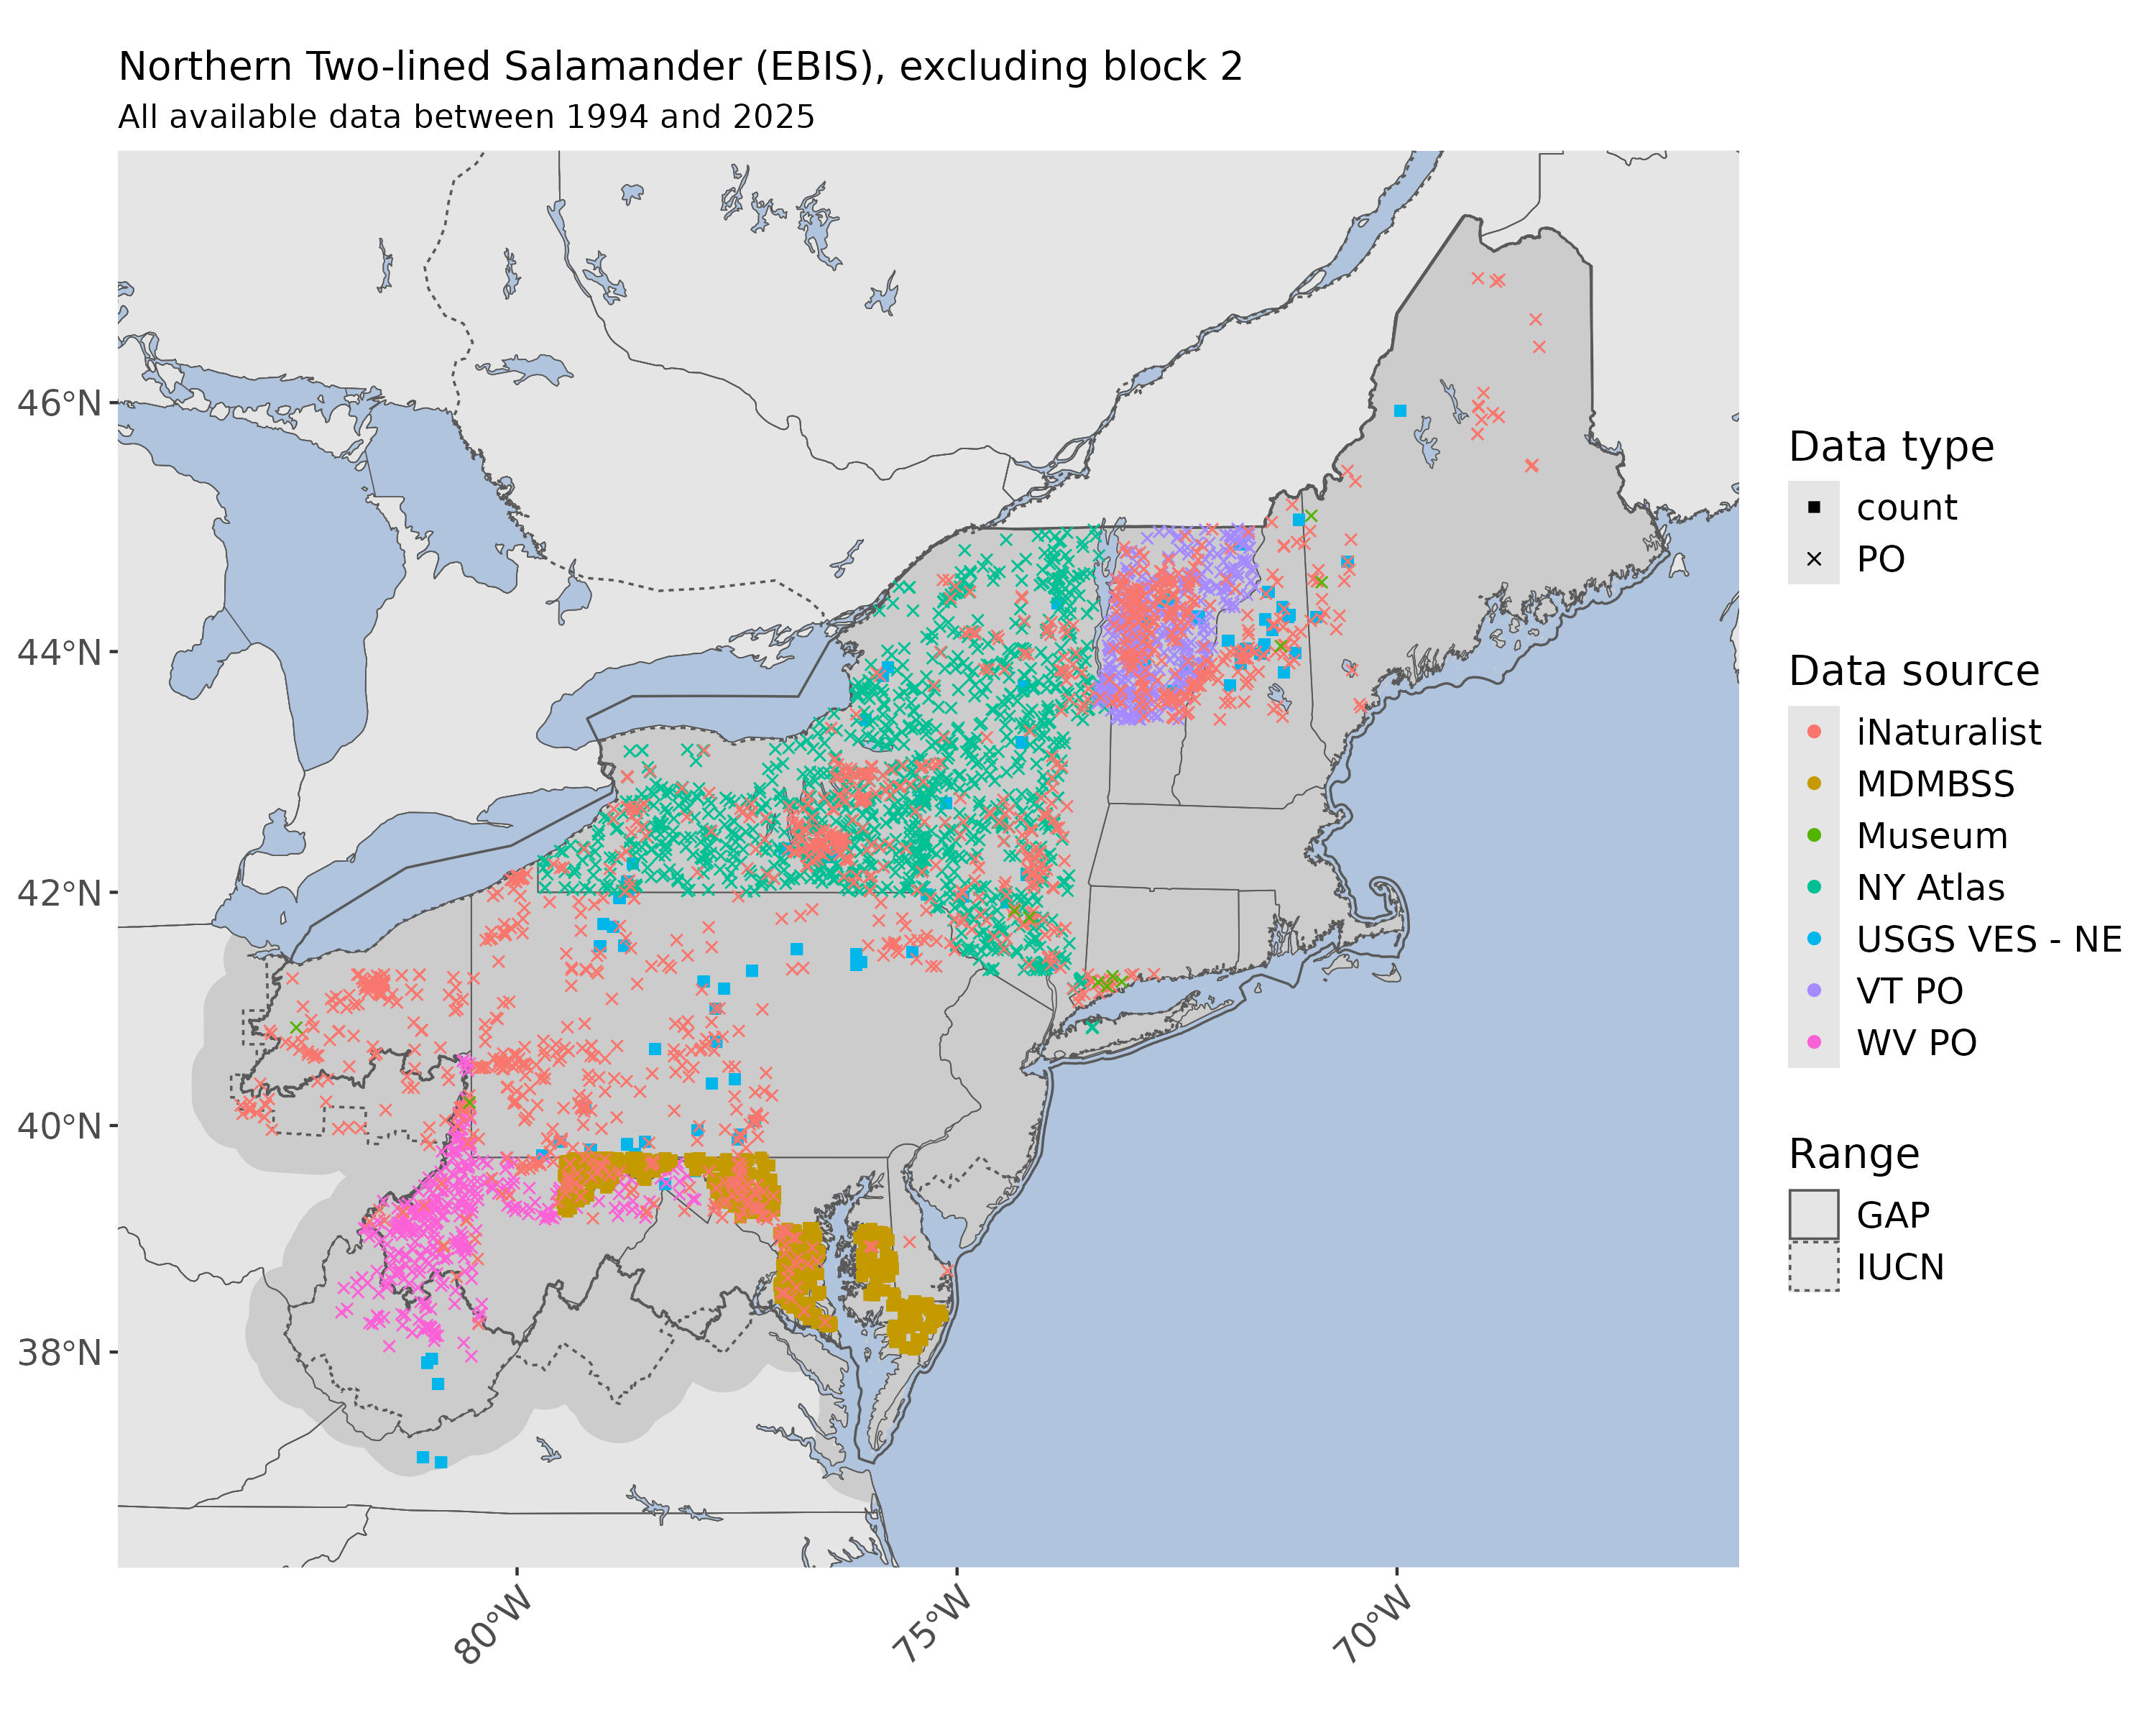 Northern Two-lined Salamander (EBIS), excluding block 2
All available data between 1994 and 2025
46°N
44°N
42°N
40°N
38°N
80°W
75°W
70°W
Data type
count
PO
Data source
iNaturalist
MDMBSS
Museum
NY Atlas
USGS VES - NE
VT PO
WV PO
Range
GAP
IUCN